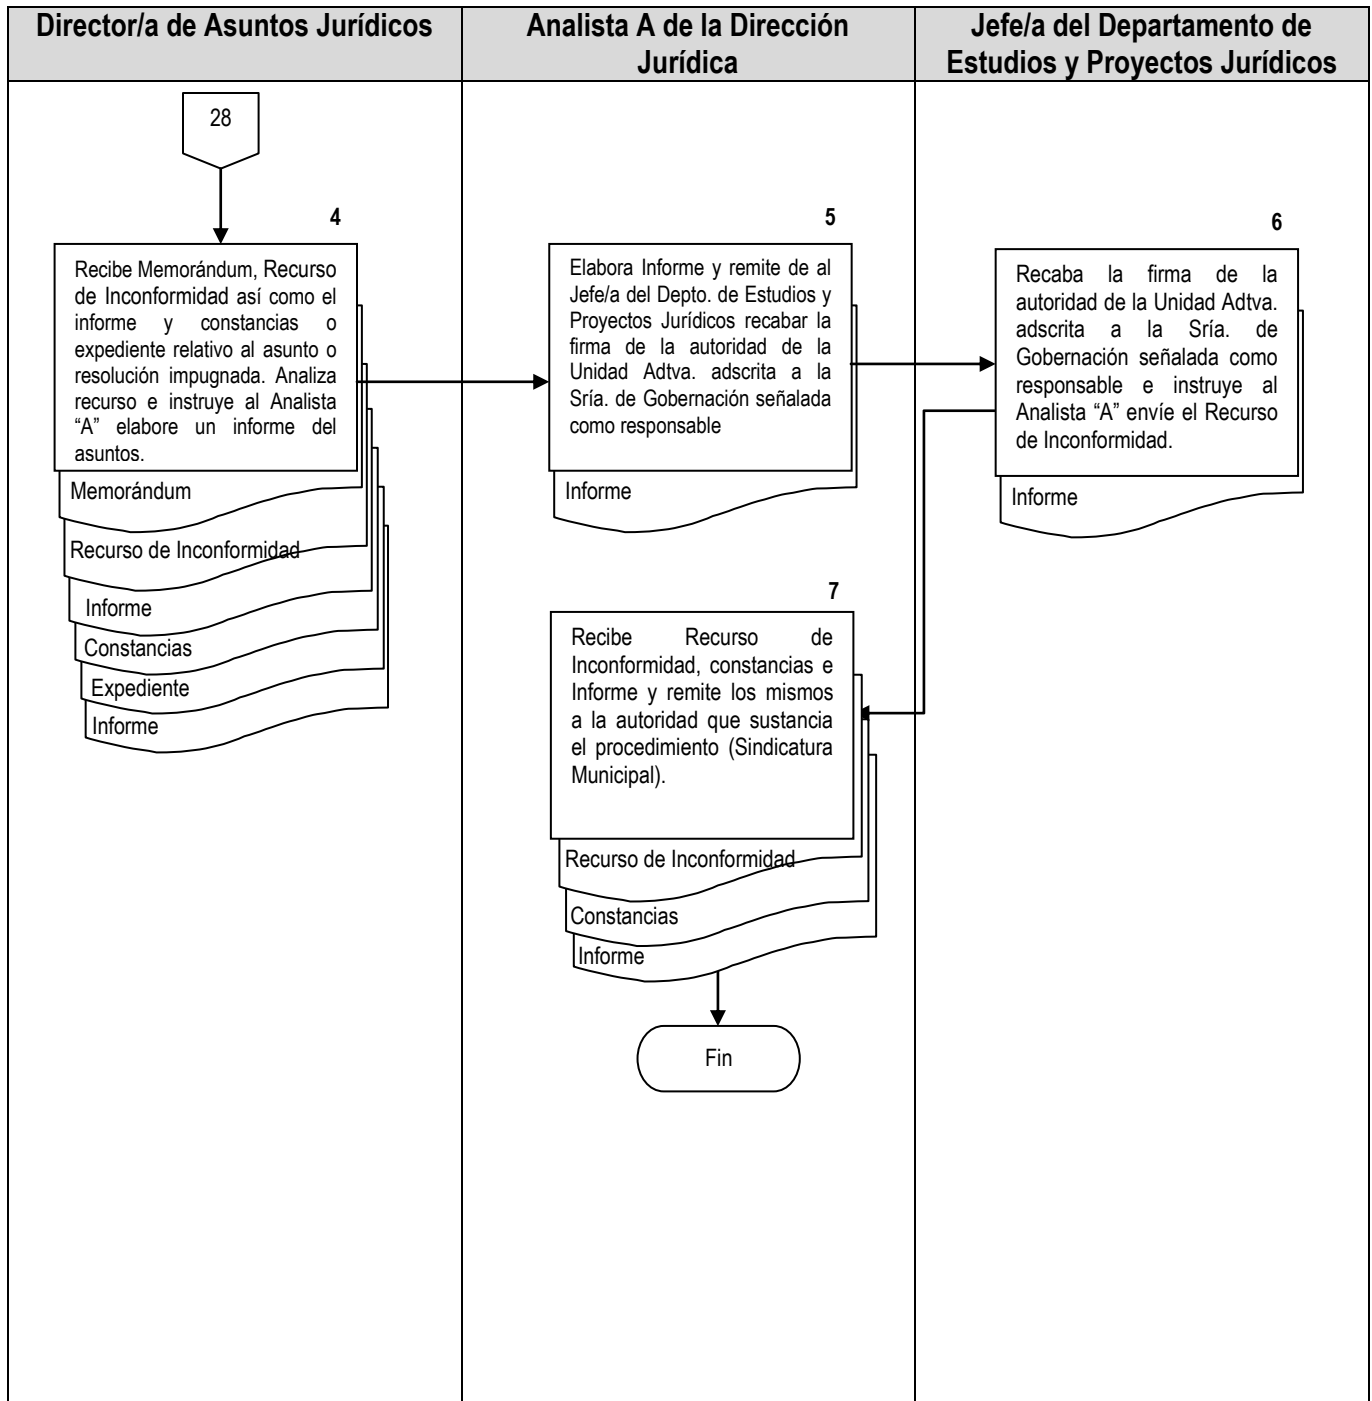 Director/a de Asuntos Jurídicos
Analista A de la Dirección
Jurídica
Jefe/a del Departamento de
Estudios y Proyectos Jurídicos
28
4
Recibe Memorándum, Recurso
de Inconformidad así como el
informe y constancias o
expediente relativo al asunto o
resolución impugnada. Analiza
recurso e instruye al Analista
“A” elabore un informe del
asuntos.
Memorándum
Recurso de Inconformidad
Informe
Constancias
Expediente
Informe
5
Elabora Informe y remite de al
Jefe/a del Depto. de Estudios y
Proyectos Jurídicos recabar la
firma de la autoridad de la
Unidad Adtva. adscrita a la
Sría. de Gobernación señalada
como responsable
Informe
6
Recaba la firma de la
autoridad de la Unidad Adtva.
adscrita a la Sría. de
Gobernación señalada como
responsable e instruye al
Analista “A” envíe el Recurso
de Inconformidad.
Informe
7
Recibe Recurso de
Inconformidad, constancias e
Informe y remite los mismos
a la autoridad que sustancia
el procedimiento (Sindicatura
Municipal).
Recurso de Inconformidad
Constancias
Informe
Fin